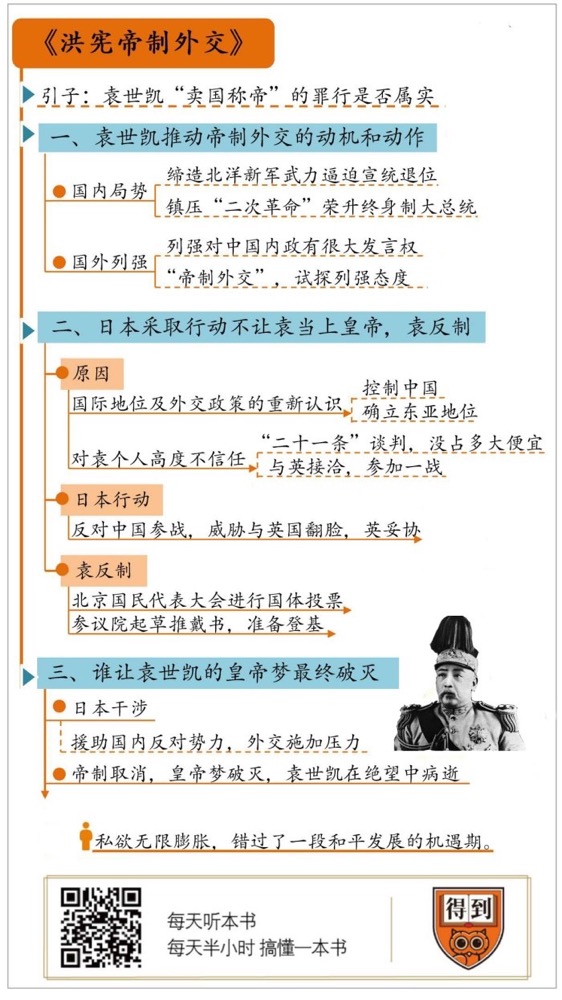 《洪宪帝制外交》
引子：袁世凯“卖国称帝”的罪行是否属实
一、袁世凯推动帝制外交的动机和动作
国内局势
缔造北洋新军武力逼迫宣统退位
镇压“二次革命”荣升终身制大总统
国外列强
列强对中国内政有很大发言权
“帝制外交”，试探列强态度
二、日本采取行动不让袁当上皇帝，袁反制
原因
国际地位及外交政策的重新认识
控制中国
确立东亚地位
对袁个人高度不信任
“二十一条”谈判，没占多大便宜
与英接洽，参加一战
日本行动
反对中国参战，威胁与英国翻脸，英妥协
袁反制
北京国民代表大会进行国体投票
参议院起草推戴书，准备登基
三、谁让袁世凯的皇帝梦最终破灭
日本干涉
援助国内反对势力，外交施加压力
帝制取消，皇帝梦破灭，袁世凯在绝望中病逝
私欲无限膨胀，错过了一段和平发展的机遇期。
每天听本书
每天半小时 搞懂一本书
得到